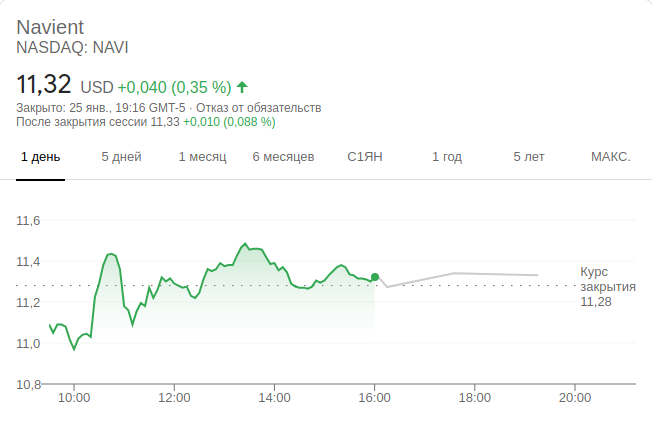 Navient
NASDAQ: NAVI
11,32 USD +0,040 (0,35 %)
Закрыто: 25 янв., 19:16 GMT-5 · Отказ от обязательств
После закрытия сессии 11,33 +0,010 (0,088 %)
1 день 5 дней 1 месяц 6 месяцев С1ЯН 1 год 5 лет МАКС.
11,6
11,4
Курс
закрытия
11,28
11,2
11,0
10,8
10:00 12:00 14:00 16:00 18:00 20:00